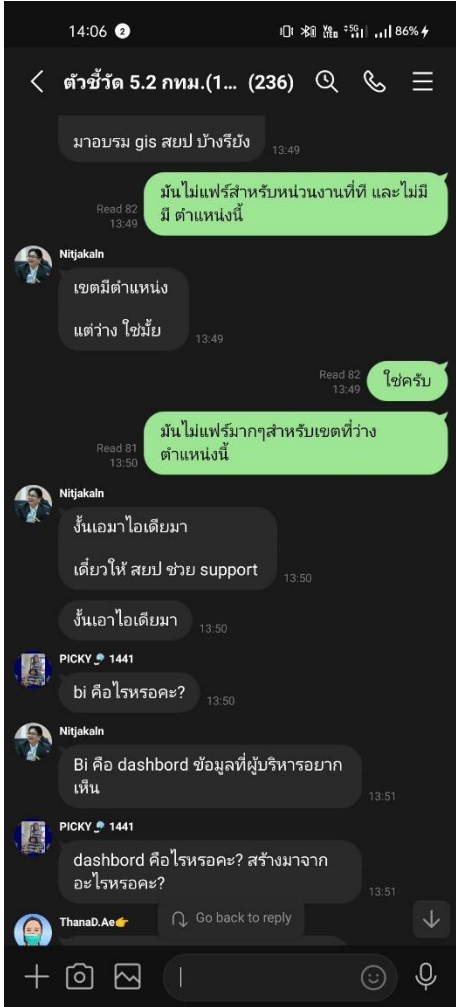 14:06 2 5G 86%
ตัวชี้วัด 5.2 กทม.(1... (236)
มาอบรม gis สยป บ้างรึยัง
13:49
มันไม่แฟร์สำหรับหน่วนงานที่ที และไม่มี
มี ตำแหน่งนี้
Read 82
13:49
Nitjakaln
เขตมีตำแหน่ง
แต่ว่าง ใช่มั้ย
13:49
ใช่ครับ
Read 82
13:49
มันไม่แฟร์มากๆสำหรับเขตที่ว่าง
ตำแหน่งนี้
Read 81
13:50
Nitjakaln
งั้นเอมาไอเดียมา
เดี๋ยวให้ สยป ช่วย support
13:50
งั้นเอาไอเดียมา
13:50
PICKY 1441
bi คือไรหรอคะ?
13:50
Nitjakaln
Bi คือ dashbord ข้อมูลที่ผู้บริหารอยาก
เห็น
13:51
PICKY 1441
dashbord คือไรหรอคะ? สร้างมาจาก
อะไรหรอคะ?
13:51
ThanaD.Ae
Go back to reply